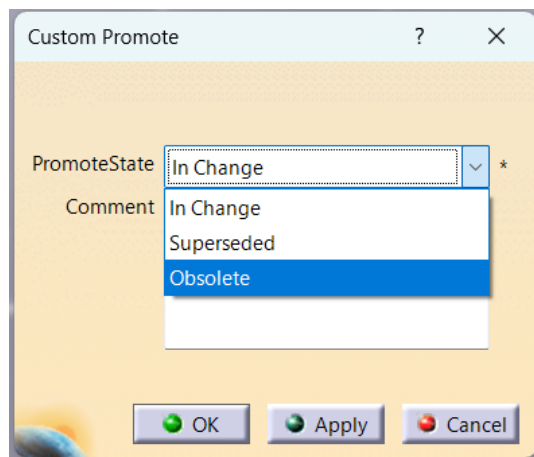 Custom Promote ? ×
PromoteState In Change *
Comment In Change
Superseded
Obsolete
OK Apply Cancel